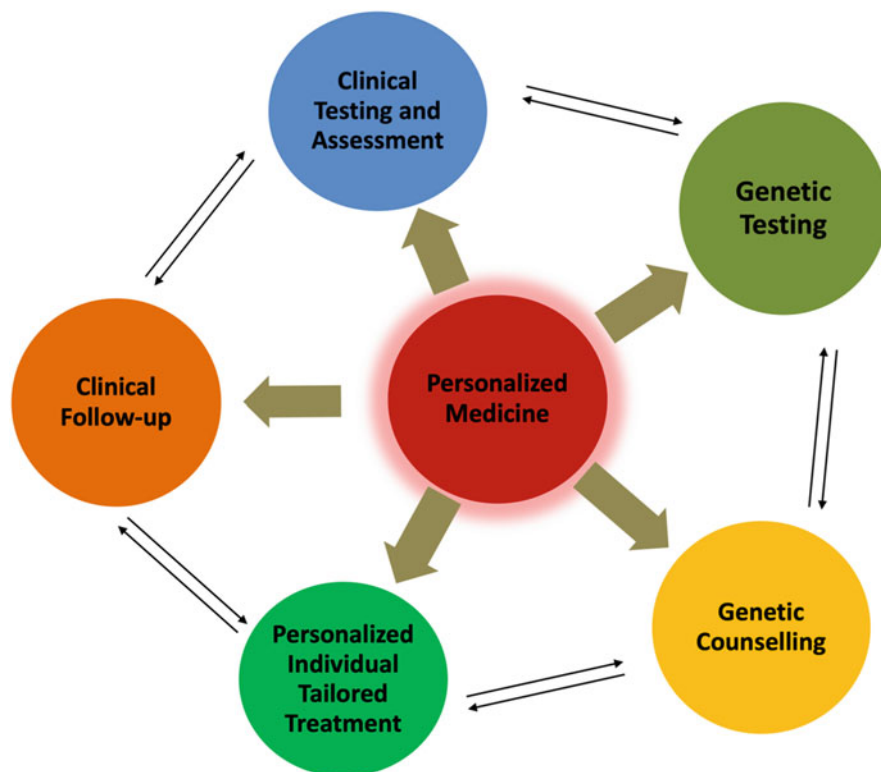 Clinical
Testing and
Assessment
Genetic
Testing
Personalized
Medicine
Clinical
Follow-up
Genetic
Counselling
Personalized
Individual
Tailored
Treatment